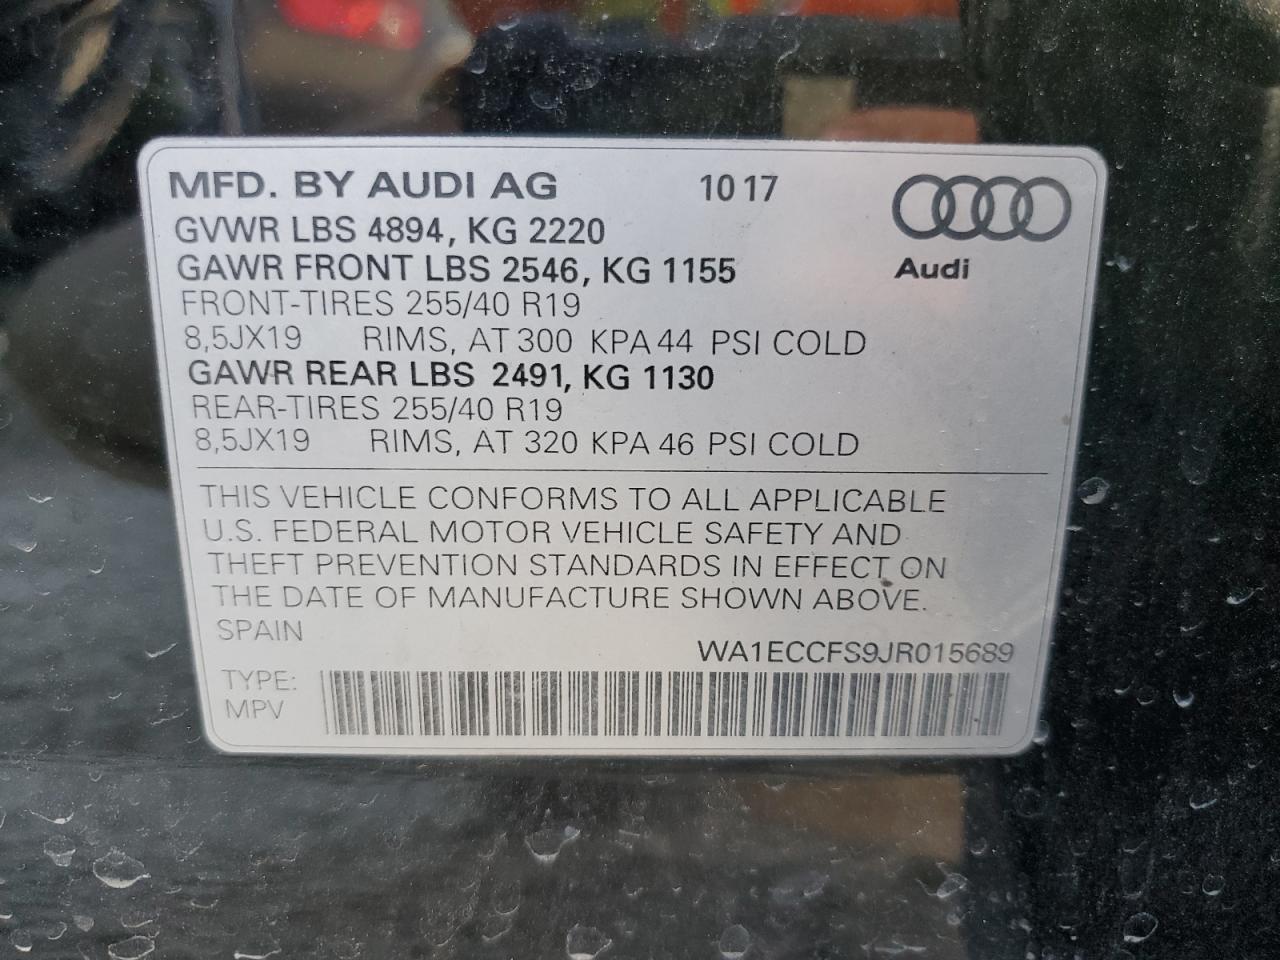 MFD. BY AUDI AG 10 17
GVWR LBS 4894, KG 2220
GAWR FRONT LBS 2546, KG 1155
Audi
FRONT-TIRES 255/40 R19
8,5JX19 RIMS, AT 300 KPA 44 PSI COLD
GAWR REAR LBS 2491, KG 1130
REAR-TIRES 255/40 R19
8,5JX19 RIMS, AT 320 KPA 46 PSI COLD
THIS VEHICLE CONFORMS TO ALL APPLICABLE
U.S. FEDERAL MOTOR VEHICLE SAFETY AND
THEFT PREVENTION STANDARDS IN EFFECT ON
THE DATE OF MANUFACTURE SHOWN ABOVE.
SPAIN
WA1ECCFS9JR015689
TYPE:
MPV